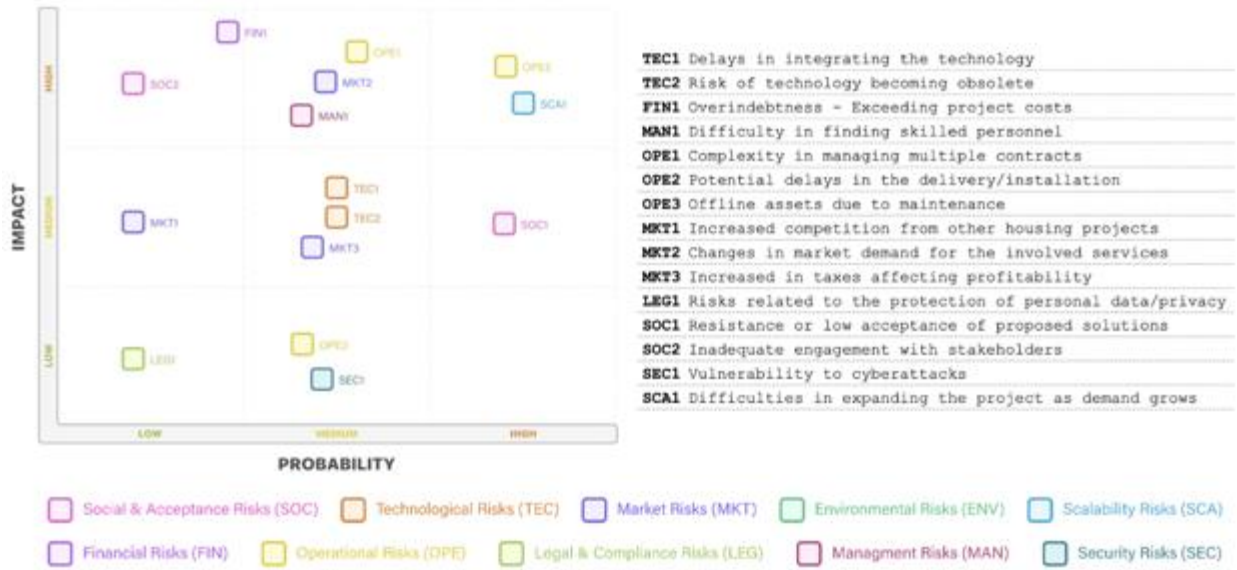 FIN1
OPE1
SOC2
MKT2
MAN1
SCA1
TEC1
MKT1
TEC2
SOC1
MKT3
LEG1
SEC1
IMPACT
HIGH
MEDIUM
LOW
LOW
MEDIUM
HIGH
PROBABILITY
TEC1 Delays in integrating the technology
TEC2 Risk of technology becoming obsolete
FIN1 Overindebtness - Exceeding project costs
MAN1 Difficulty in finding skilled personnel
OPE1 Complexity in managing multiple contracts
OPE2 Potential delays in the delivery/installation
OPE3 Offline assets due to maintenance
MKT1 Increased competition from other housing projects
MKT2 Changes in market demand for the involved services
MKT3 Increased in taxes affecting profitability
LEG1 Risks related to the protection of personal data/privacy
SOC1 Resistance or low acceptance of proposed solutions
SOC2 Inadequate engagement with stakeholders
SEC1 Vulnerability to cyberattacks
SCA1 Difficulties in expanding the project as demand grows
Social & Acceptance Risks (SOC)
Technological Risks (TEC)
Market Risks (MKT)
Environmental Risks (ENV)
Scalability Risks (SCA)
Financial Risks (FIN)
Operational Risks (OPE)
Legal & Compliance Risks (LEG)
Managment Risks (MAN)
Security Risks (SEC)